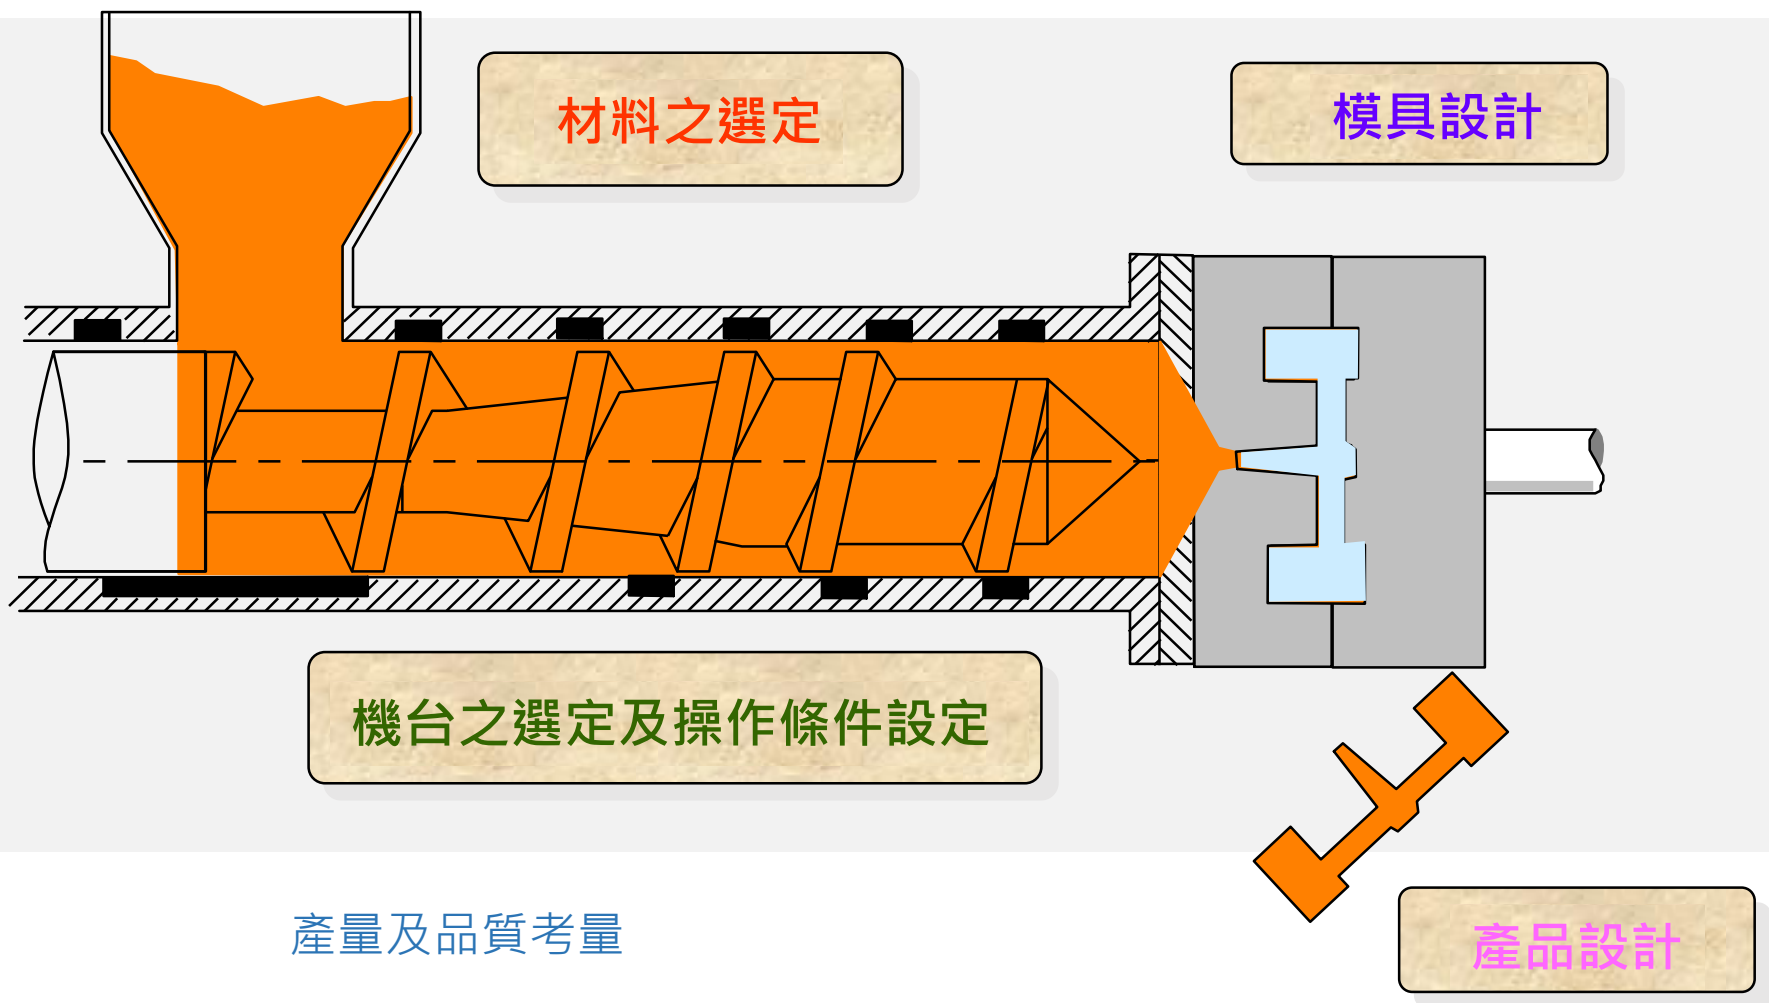 材料之選定
模具設計
機台之選定及操作條件設定
產量及品質考量
產品設計